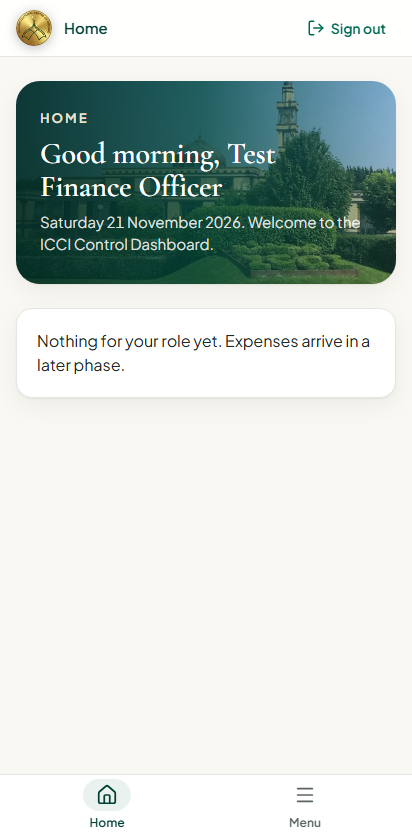 Home
Sign out
HOME
Good morning, Test
Finance Officer
Saturday 21 November 2026. Welcome to the
ICCI Control Dashboard.
Nothing for your role yet. Expenses arrive in a
later phase.
Home
Menu